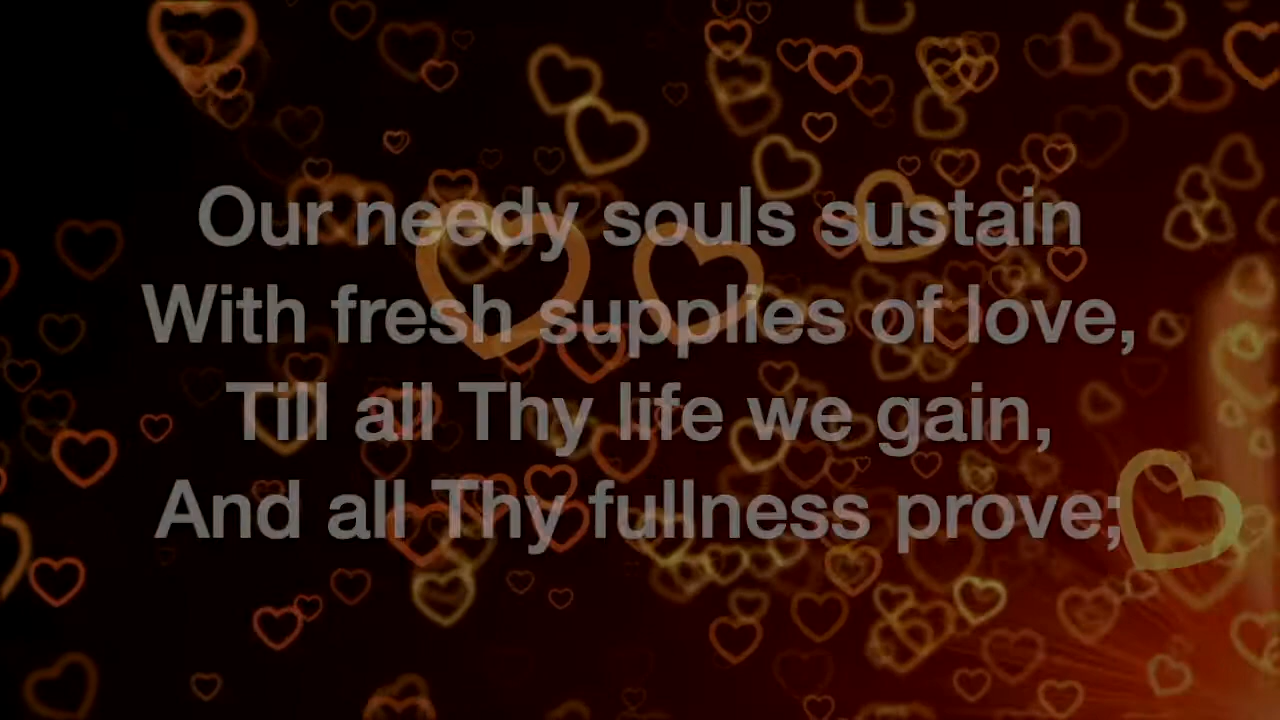 Our needy souls sustain
With fresh supplies of love,
Till all Thy life we gain,
And all Thy fullness prove;